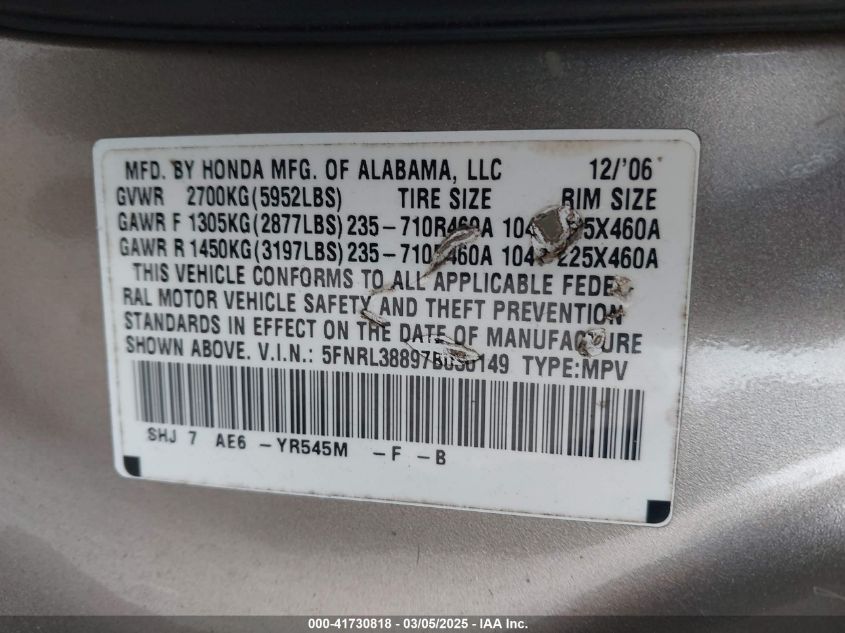 MFD. BY HONDA MFG. OF ALABAMA, LLC 12/'06
GVWR 2700KG(5952LBS) TIRE SIZE RIM SIZE
GAWR F 1305KG(2877LBS) 235-710R460A
GAWR R 1450KG(3197LBS) 235-710R460A 225X460A
THIS VEHICLE CONFORMS TO ALL APPLICABLE FEDE-
RAL MOTOR VEHICLE SAFETY AND THEFT PREVENTION
STANDARDS IN EFFECT ON THE DATE OF MANUFACTURE
SHOWN ABOVE. V.I.N.: TYPE:MPV
SHJ 7 AE6 -YR545M -F -B
000-41730818 - 03/05/2025 - IAA Inc.